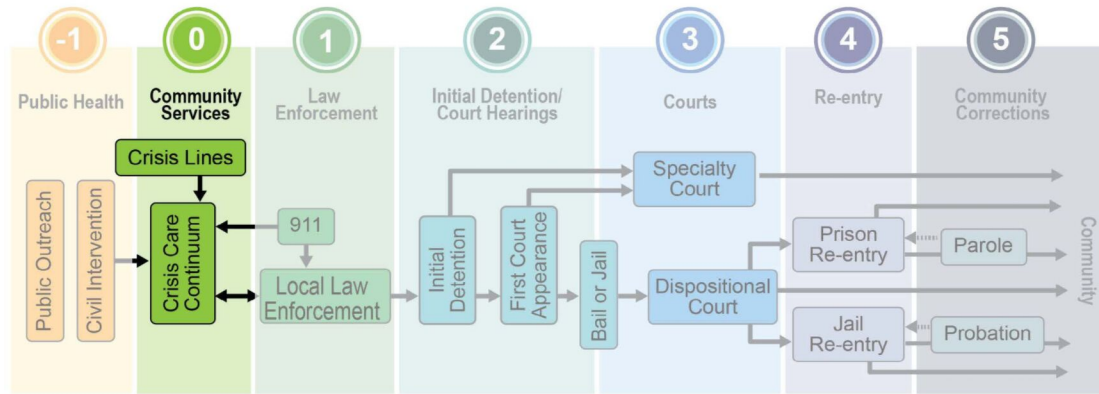 -1
0
1
2
3
4
5
Public Health
Community
Services
Law
Enforcement
Initial Detention/
Court Hearings
Courts
Re-entry
Community
Corrections
Public Outreach
Civil Intervention
Crisis Lines
Crisis Care
Continuum
911
Local Law
Enforcement
Initial
Detention
First Court
Appearance
Bail or Jail
Specialty
Court
Dispositional
Court
Prison
Re-entry
Jail
Re-entry
Parole
Probation
Community